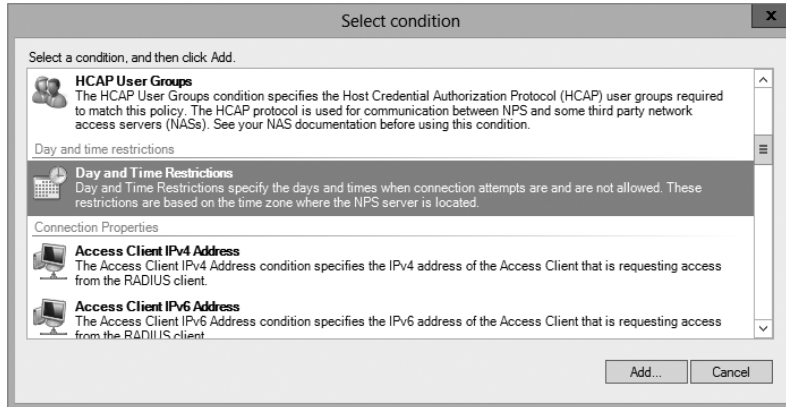 Select condition
x
Select a condition, and then click Add.
HCAP User Groups
The HCAP User Groups condition specifies the Host Credential Authorization Protocol (HCAP) user groups required
to match this policy. The HCAP protocol is used for communication between NPS and some third party network
access servers (NASs). See your NAS documentation before using this condition.
Day and time restrictions
Day and Time Restrictions
Day and Time Restrictions specify the days and times when connection attempts are and are not allowed. These
restrictions are based on the time zone where the NPS server is located.
Connection Properties
Access Client IPv4 Address
The Access Client IPv4 Address condition specifies the IPv4 address of the Access Client that is requesting access
from the RADIUS client.
Access Client IPv6 Address
The Access Client IPv6 Address condition specifies the IPv6 address of the Access Client that is requesting access
from the RADIUS client
Add...
Cancel